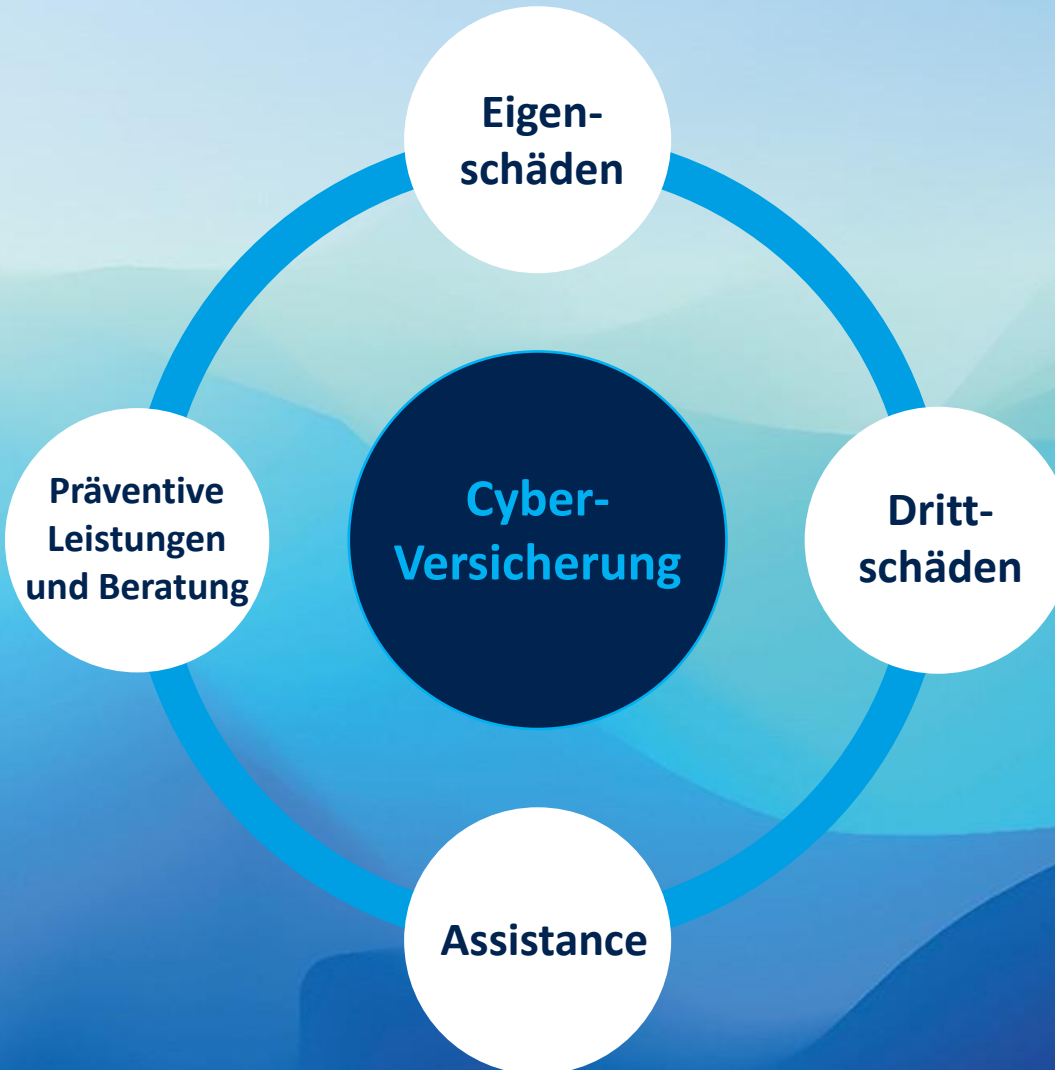 Eigen-
schäden
Präventive
Leistungen
und Beratung
Cyber-
Versicherung
Dritt-
schäden
Assistance